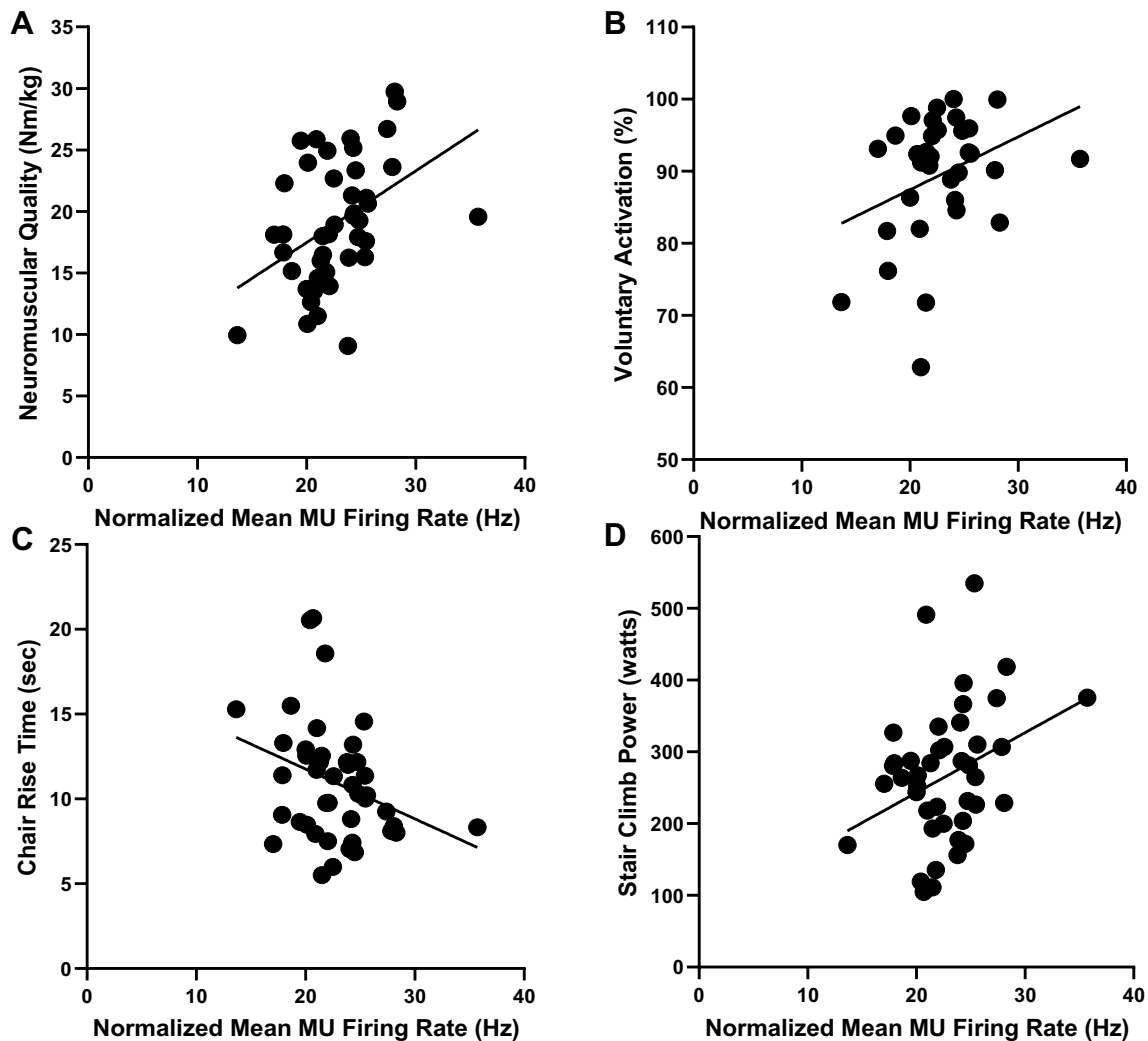 A
Neuromuscular Quality (Nm/kg)
35
30
25
20
15
10
5
0
0 10 20 30 40
Normalized Mean MU Firing Rate (Hz)
B
Voluntary Activation (%)
100
90
80
70
60
50
0 10 20 30 40
Normalized Mean MU Firing Rate (Hz)
C
Chair Rise Time (sec)
25
20
15
10
5
0
0 10 20 30 40
Normalized Mean MU Firing Rate (Hz)
D
Stair Climb Power (watts)
600
500
400
300
200
100
0
0 10 20 30 40
Normalized Mean MU Firing Rate (Hz)